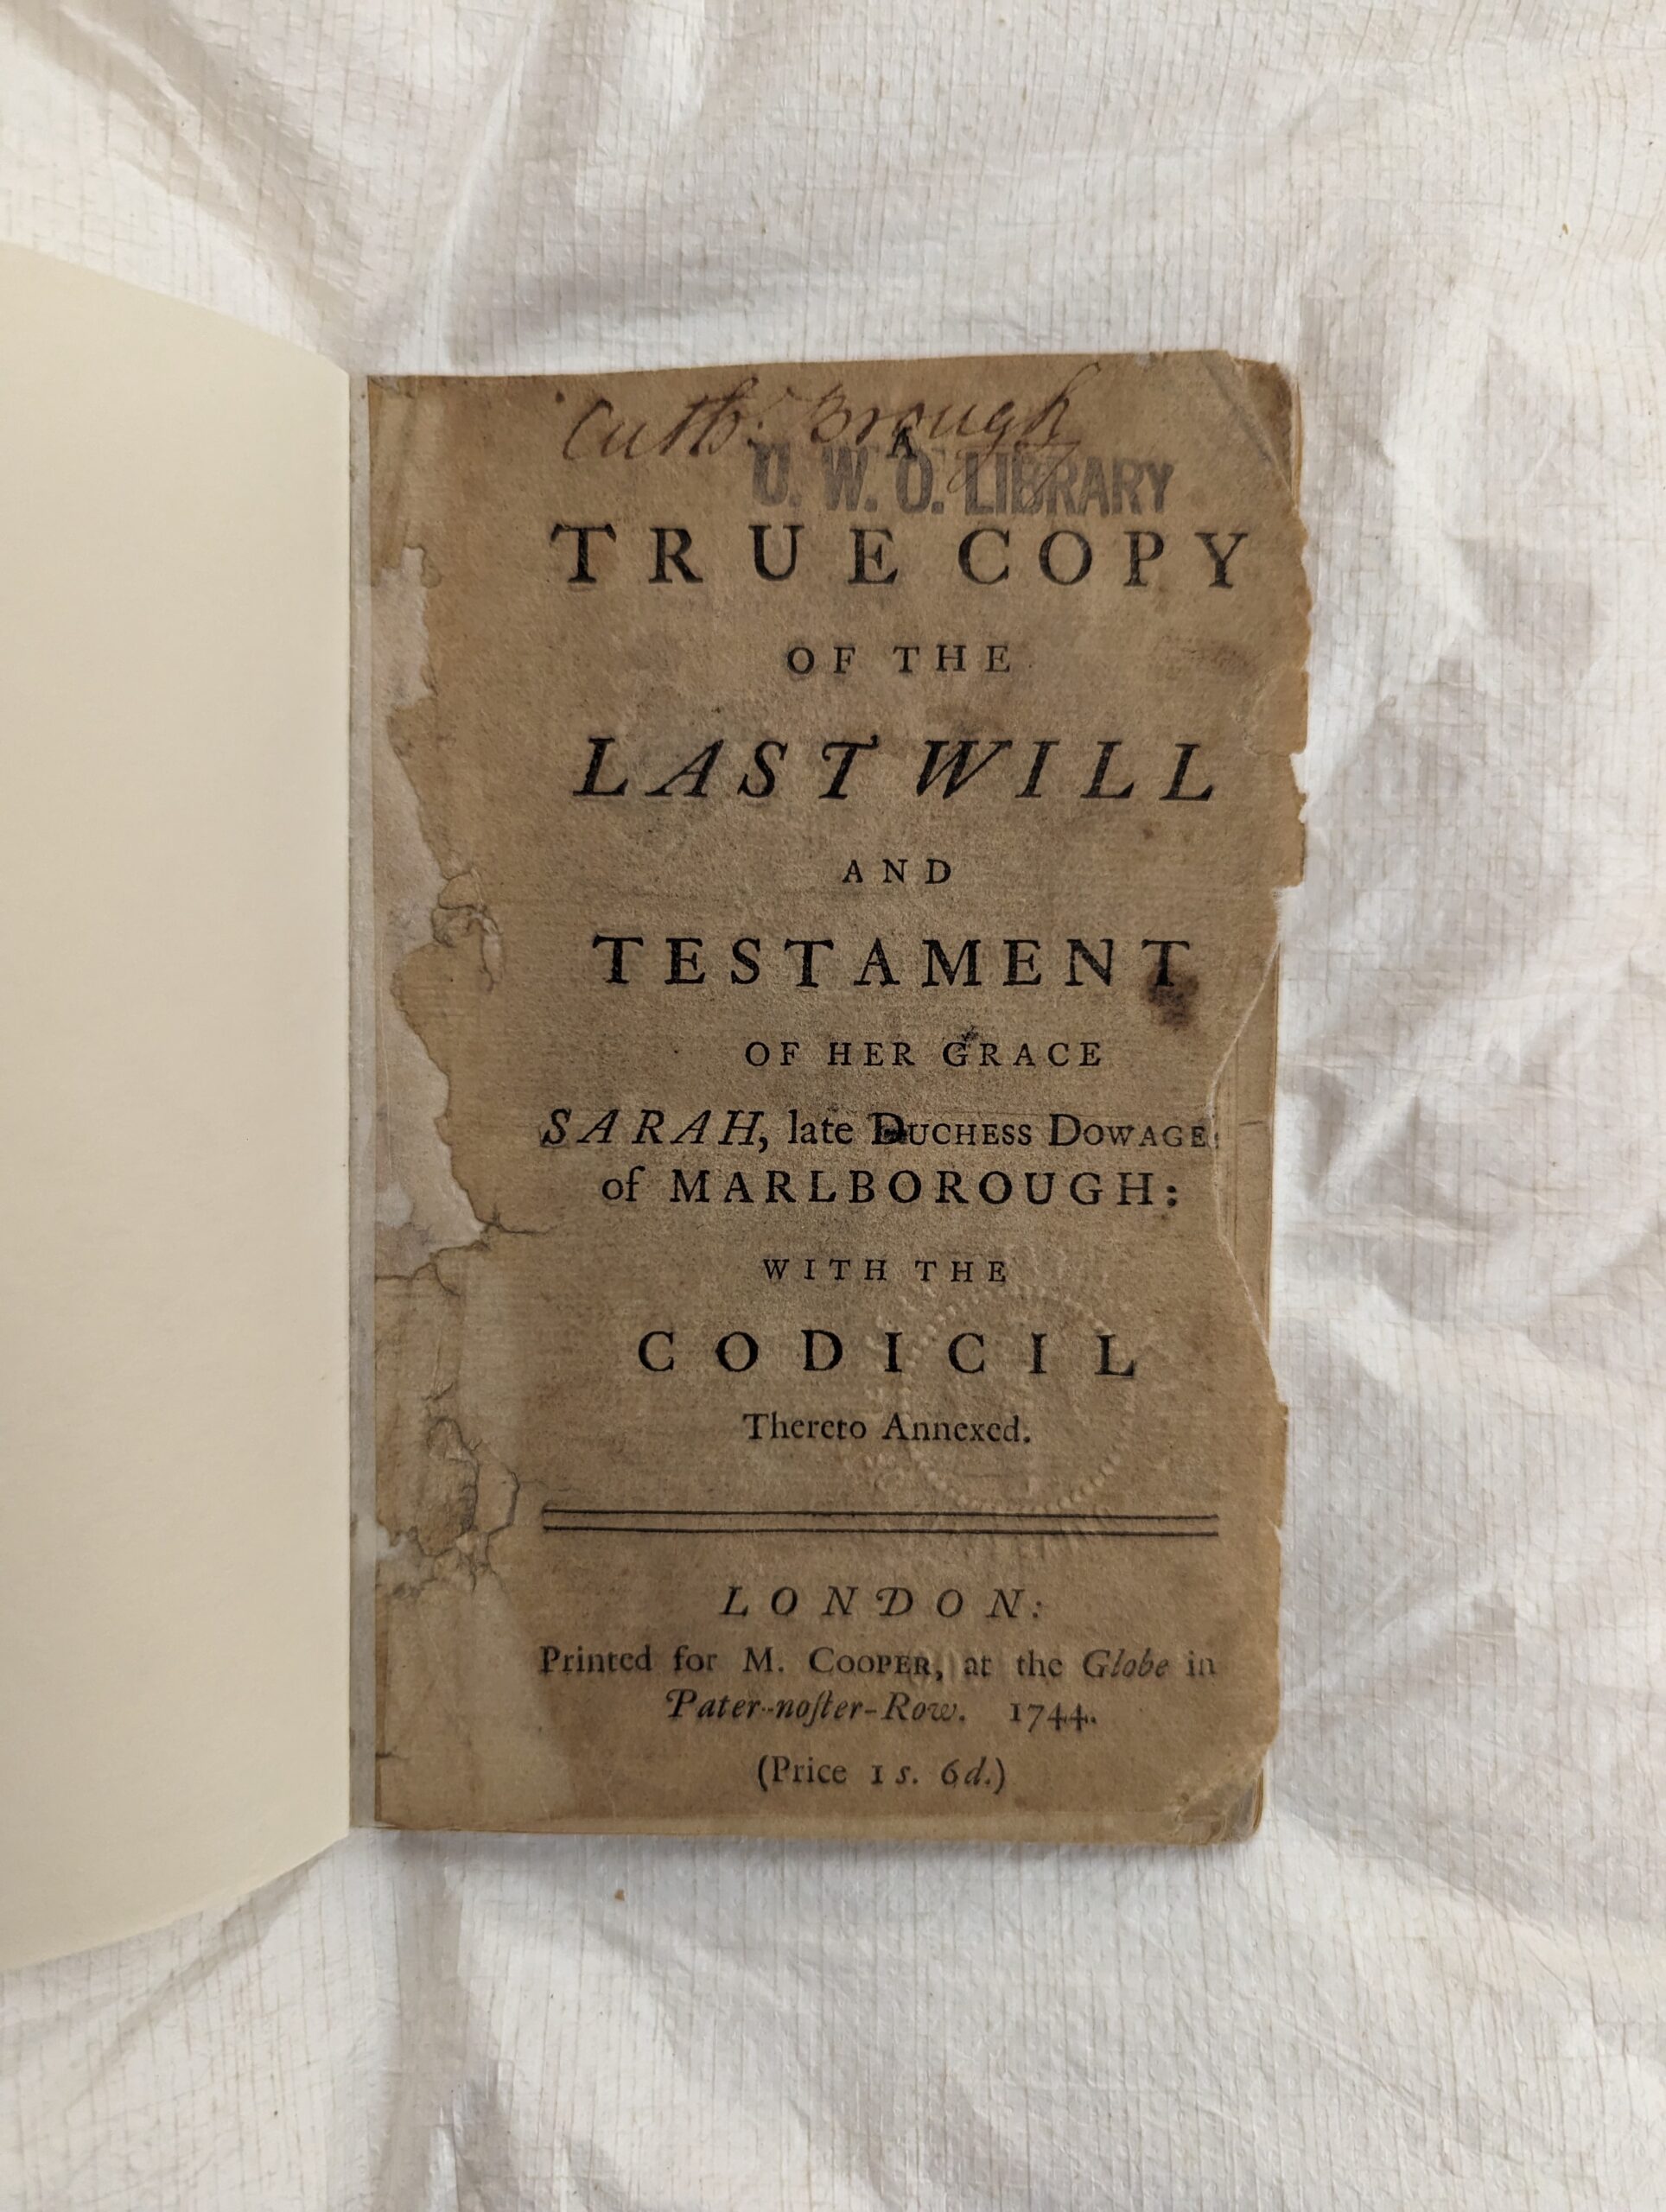 Cuthb: Brough
A
U. W. O. LIBRARY
TRUE COPY
OF THE
LAST WILL
AND
TESTAMENT
OF HER GRACE
SARAH, late DUCHESS DOWAGE
of MARLBOROUGH:
WITH THE
CODICIL
Thereto Annexed.
LONDON:
Printed for M. COOPER, at the Globe in
Pater-noſter-Row. 1744.
(Price 1 s. 6d.)